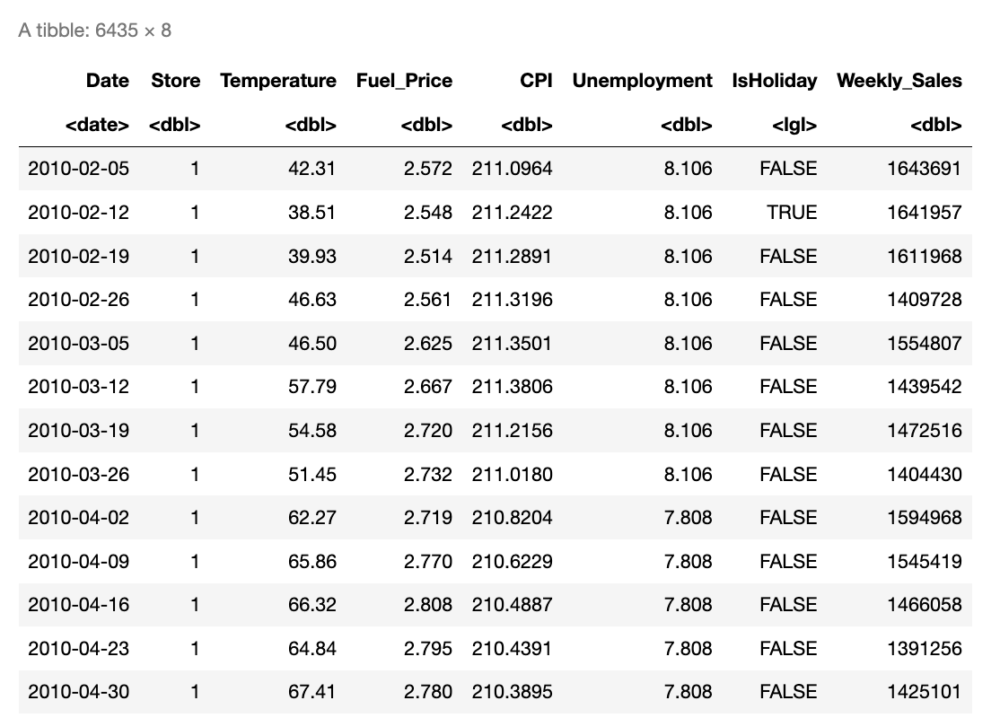 A tibble: 6435 × 8
Date Store Temperature Fuel_Price CPI Unemployment IsHoliday Weekly_Sales
<date> <dbl> <dbl> <dbl> <dbl> <dbl> <lgl> <dbl>
2010-02-05 1 42.31 2.572 211.0964 8.106 FALSE 1643691
2010-02-12 1 38.51 2.548 211.2422 8.106 TRUE 1641957
2010-02-19 1 39.93 2.514 211.2891 8.106 FALSE 1611968
2010-02-26 1 46.63 2.561 211.3196 8.106 FALSE 1409728
2010-03-05 1 46.50 2.625 211.3501 8.106 FALSE 1554807
2010-03-12 1 57.79 2.667 211.3806 8.106 FALSE 1439542
2010-03-19 1 54.58 2.720 211.2156 8.106 FALSE 1472516
2010-03-26 1 51.45 2.732 211.0180 8.106 FALSE 1404430
2010-04-02 1 62.27 2.719 210.8204 7.808 FALSE 1594968
2010-04-09 1 65.86 2.770 210.6229 7.808 FALSE 1545419
2010-04-16 1 66.32 2.808 210.4887 7.808 FALSE 1466058
2010-04-23 1 64.84 2.795 210.4391 7.808 FALSE 1391256
2010-04-30 1 67.41 2.780 210.3895 7.808 FALSE 1425101